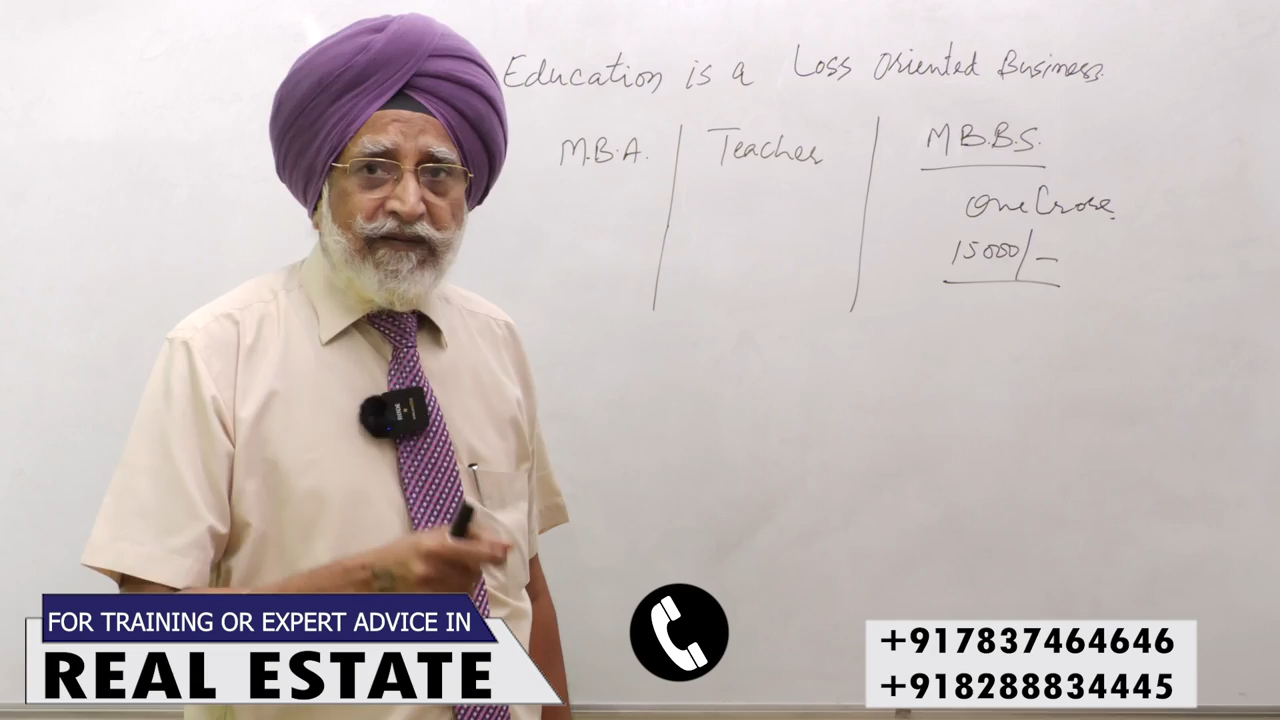 Education is a Loss Oriented Business.
M.B.A. Teacher M.B.B.S.
One Crore.
15000/-
RODE
FOR TRAINING OR EXPERT ADVICE IN
REAL ESTATE
+917837464646
+918288834445